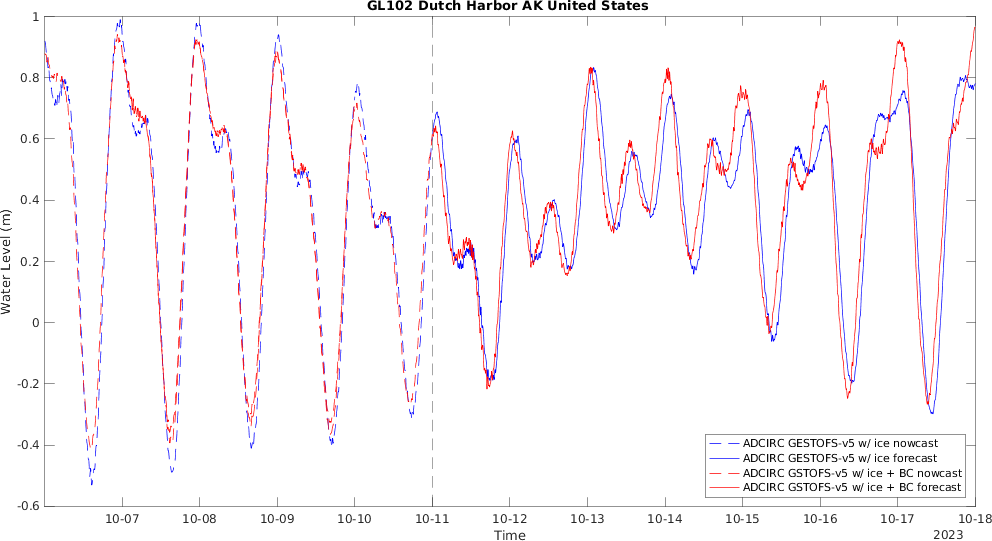 GL102 Dutch Harbor AK United States
1
0.8
0.6
0.4
0.2
0
-0.2
-0.4
-0.6
Water Level (m)
10-07 10-08 10-09 10-10 10-11 10-12 10-13 10-14 10-15 10-16 10-17 10-18
Time
2023
ADCIRC GESTOFS-v5 w/ ice nowcast
ADCIRC GESTOFS-v5 w/ ice forecast
ADCIRC GSTOFS-v5 w/ ice + BC nowcast
ADCIRC GSTOFS-v5 w/ ice + BC forecast